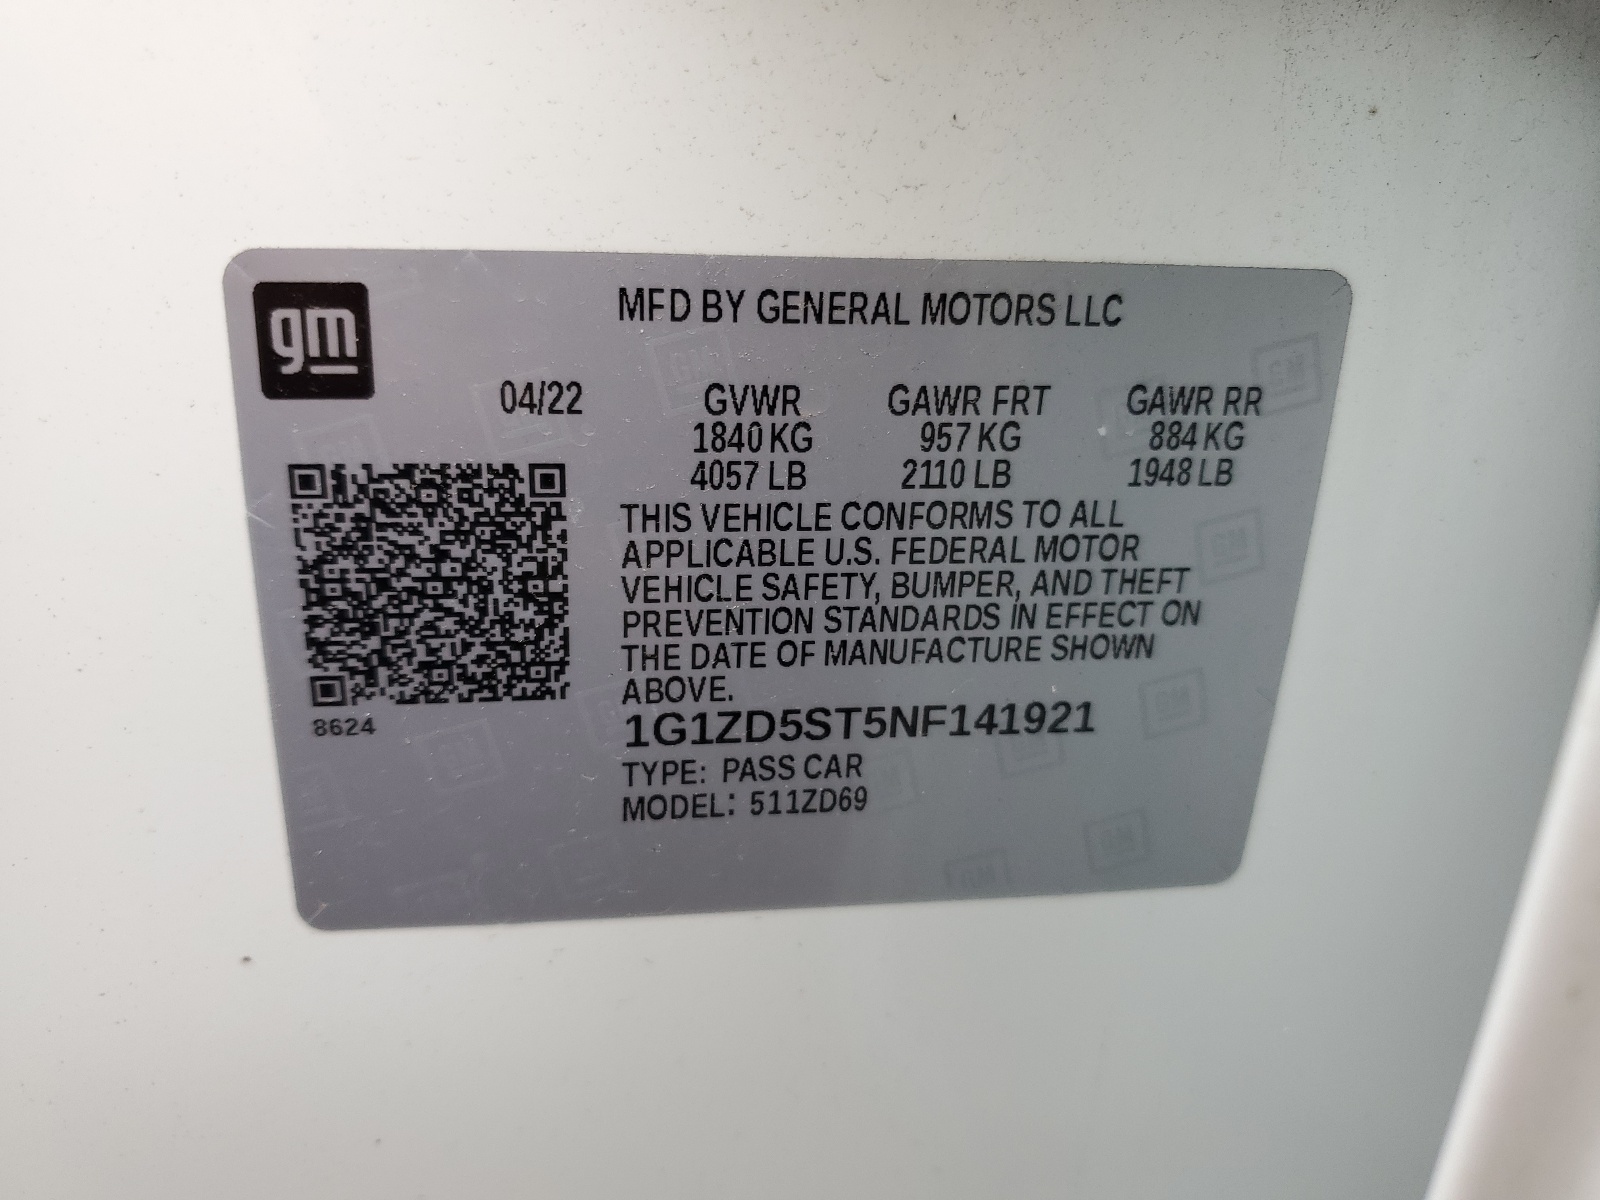 gm
MFD BY GENERAL MOTORS LLC
04/22 GVWR GAWR FRT GAWR RR
1840 KG 957 KG 884 KG
4057 LB 2110 LB 1948 LB
THIS VEHICLE CONFORMS TO ALL
APPLICABLE U.S. FEDERAL MOTOR
VEHICLE SAFETY, BUMPER, AND THEFT
PREVENTION STANDARDS IN EFFECT ON
THE DATE OF MANUFACTURE SHOWN
ABOVE.
8624
1G1ZD5ST5NF141921
TYPE: PASS CAR
MODEL: 511ZD69